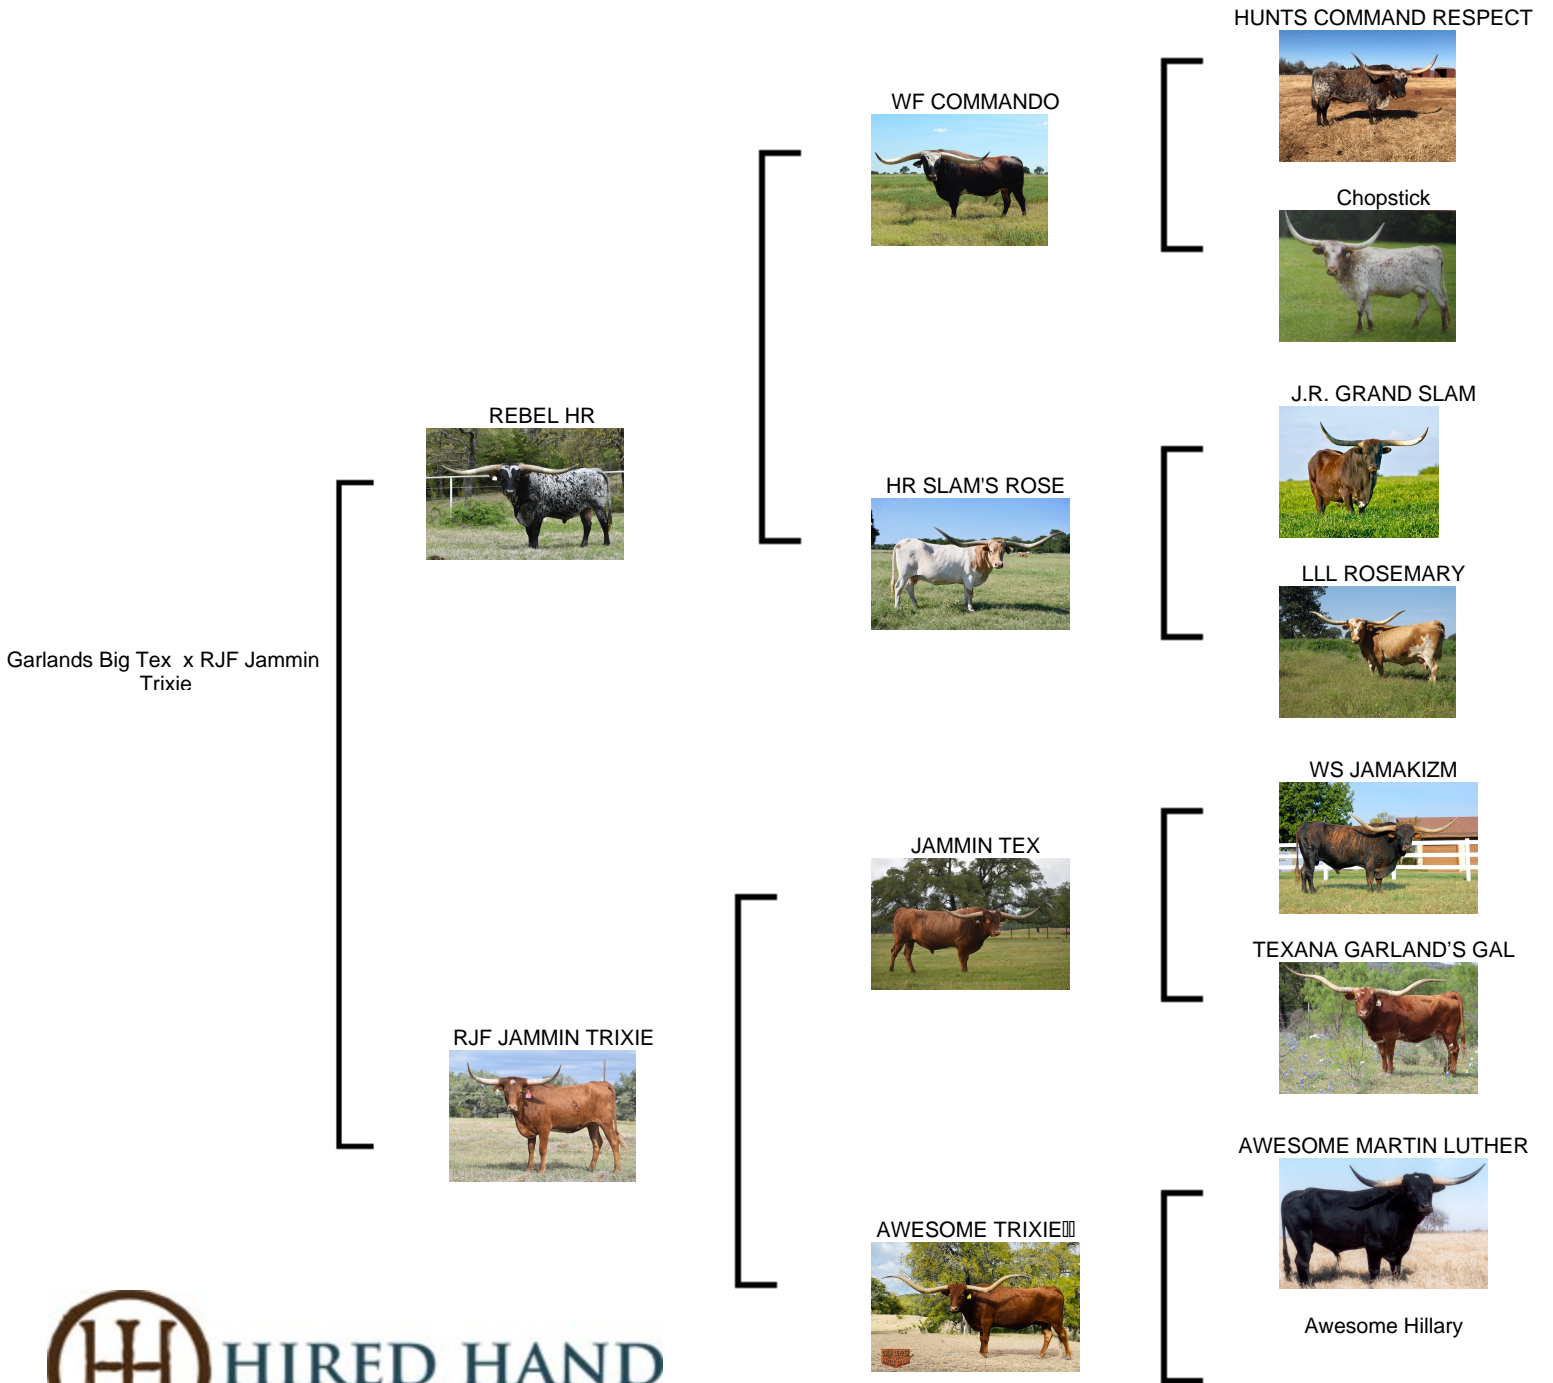 HUNTS COMMAND RESPECT
WF COMMANDO
Chopstick
J.R. GRAND SLAM
REBEL HR
HR SLAM'S ROSE
LLL ROSEMARY
Garlands Big Tex  x RJF Jammin
Trixie
WS JAMAKIZM
JAMMIN TEX
TEXANA GARLAND’S GAL
RJF JAMMIN TRIXIE
AWESOME MARTIN LUTHER
AWESOME TRIXIE
Awesome Hillary
HIRED HAND